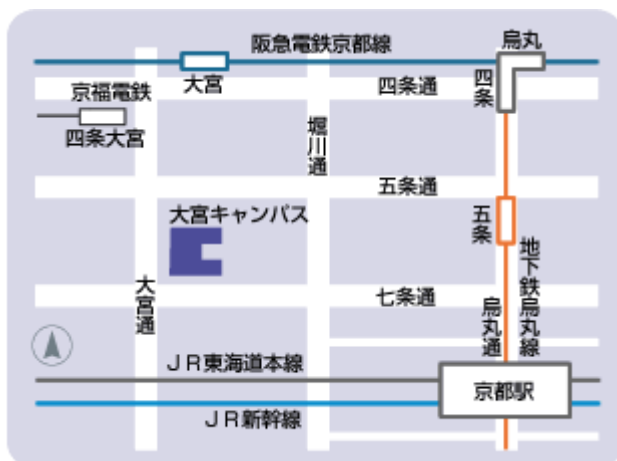 阪急電鉄京都線
烏丸
大宮
四条通
四条
京福電鉄
四条大宮
堀川通
五条通
大宮キャンパス
五条
地下鉄烏丸線
大宮通
七条通
烏丸通
ＪＲ東海道本線
京都駅
ＪＲ新幹線